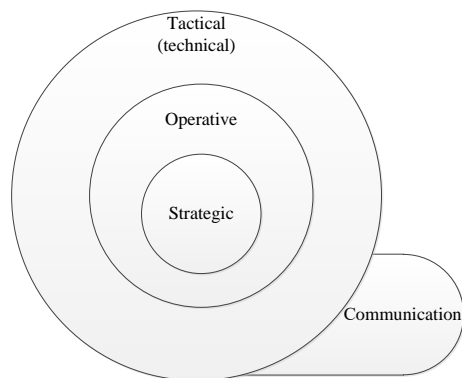 Tactical
(technical)
Operative
Strategic
Communication